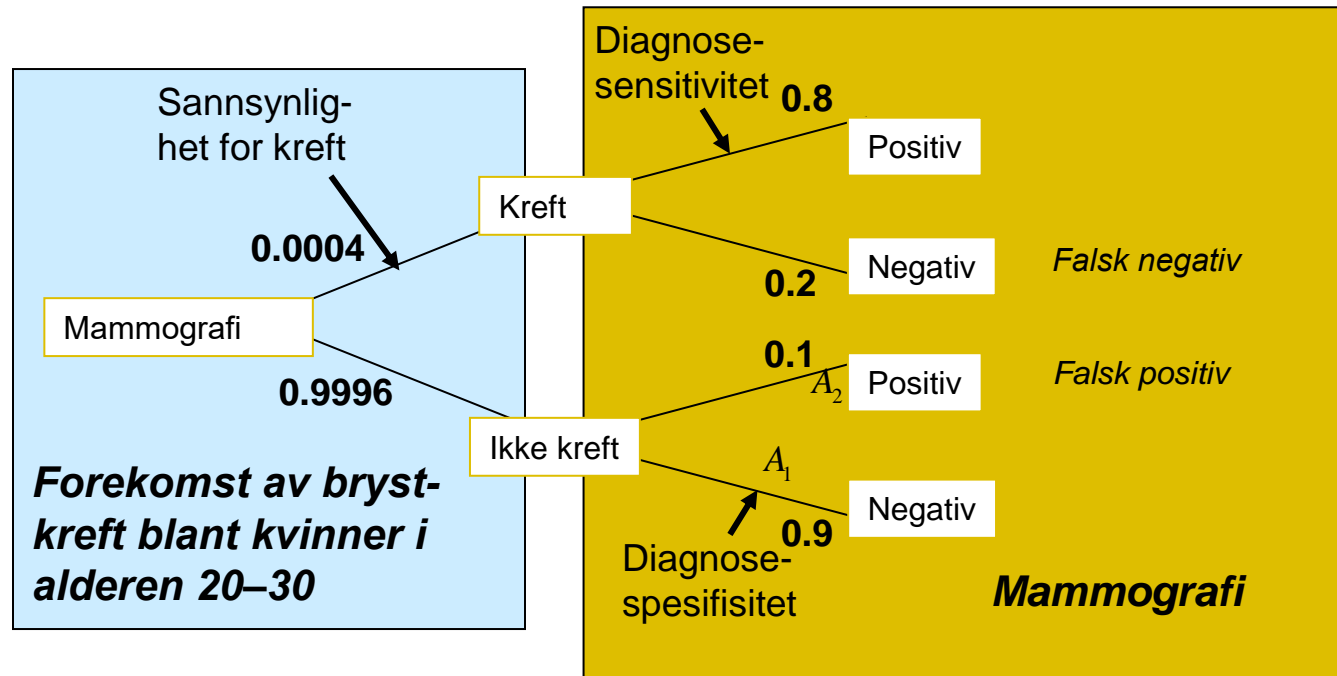 Diagnose-
sensitivitet
0.8
Positiv
Sannsynlig-
het for kreft
Kreft
0.0004
Negativ
Falsk negativ
0.2
Mammografi
0.1
A₂
Positiv
Falsk positiv
0.9996
Ikke kreft
A₁
Negativ
0.9
Forekomst av bryst-
kreft blant kvinner i
alderen 20–30
Diagnose-
spesifisitet
Mammografi